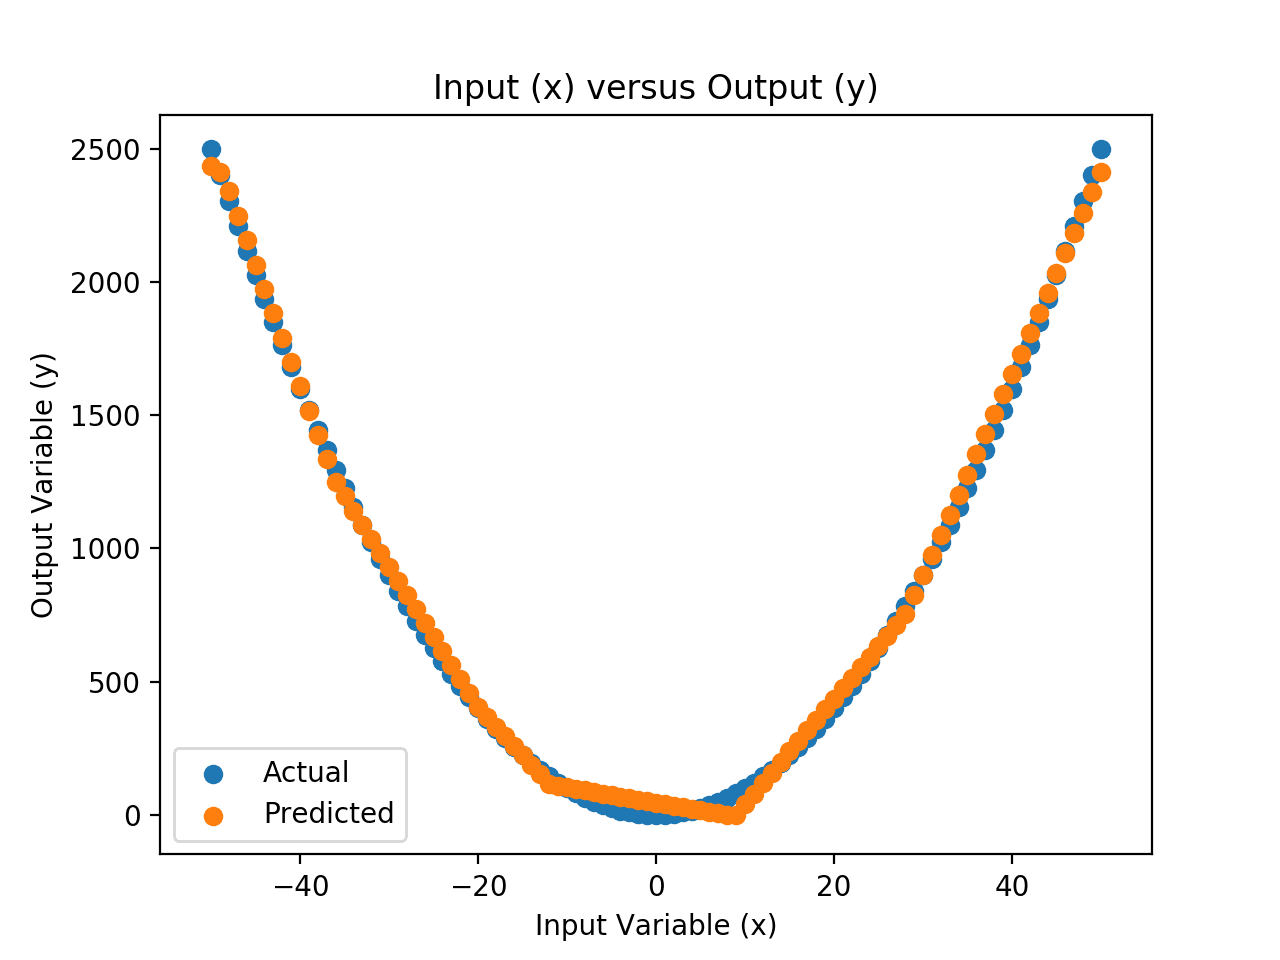 Input (x) versus Output (y)
2500
2000
1500
1000
500
0
Output Variable (y)
Actual
Predicted
−40
−20
0
20
40
Input Variable (x)